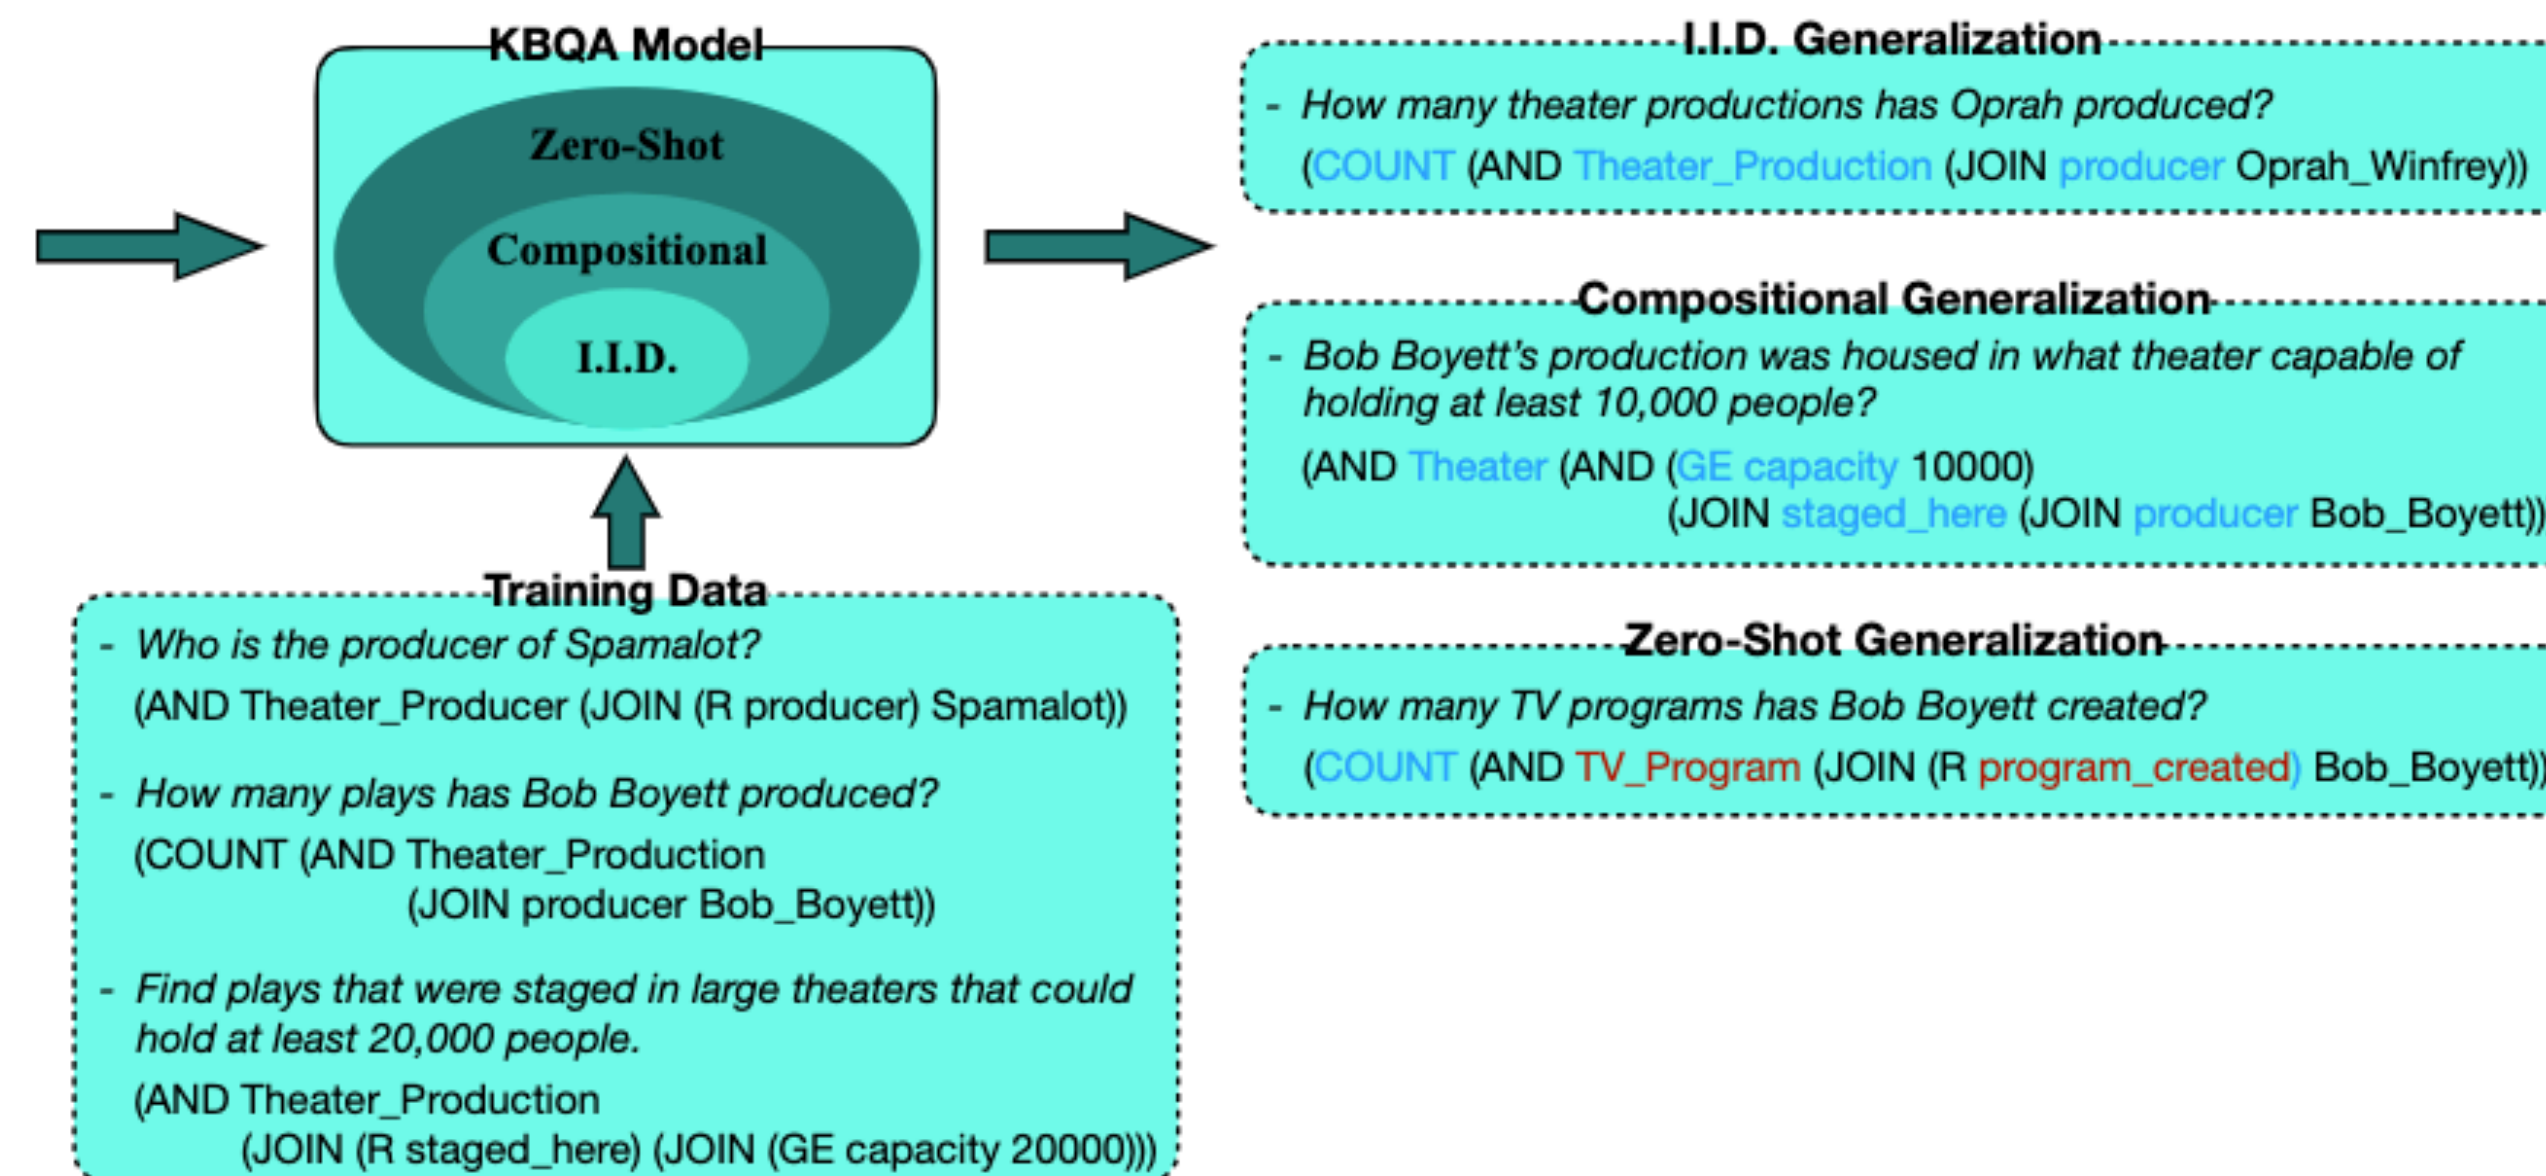 KBQA Model
Zero-Shot
Compositional
I.I.D.
Training Data
- Who is the producer of Spamalot?
(AND Theater_Producer (JOIN (R producer) Spamalot))
- How many plays has Bob Boyett produced?
(COUNT (AND Theater_Production
(JOIN producer Bob_Boyett))
- Find plays that were staged in large theaters that could
hold at least 20,000 people.
(AND Theater_Production
(JOIN (R staged_here) (JOIN (GE capacity 20000)))
I.I.D. Generalization
- How many theater productions has Oprah produced?
(COUNT (AND Theater_Production (JOIN producer Oprah_Winfrey))
Compositional Generalization
- Bob Boyett’s production was housed in what theater capable of
holding at least 10,000 people?
(AND Theater (AND (GE capacity 10000)
(JOIN staged_here (JOIN producer Bob_Boyett))
Zero-Shot Generalization
- How many TV programs has Bob Boyett created?
(COUNT (AND TV_Program (JOIN (R program_created) Bob_Boyett))